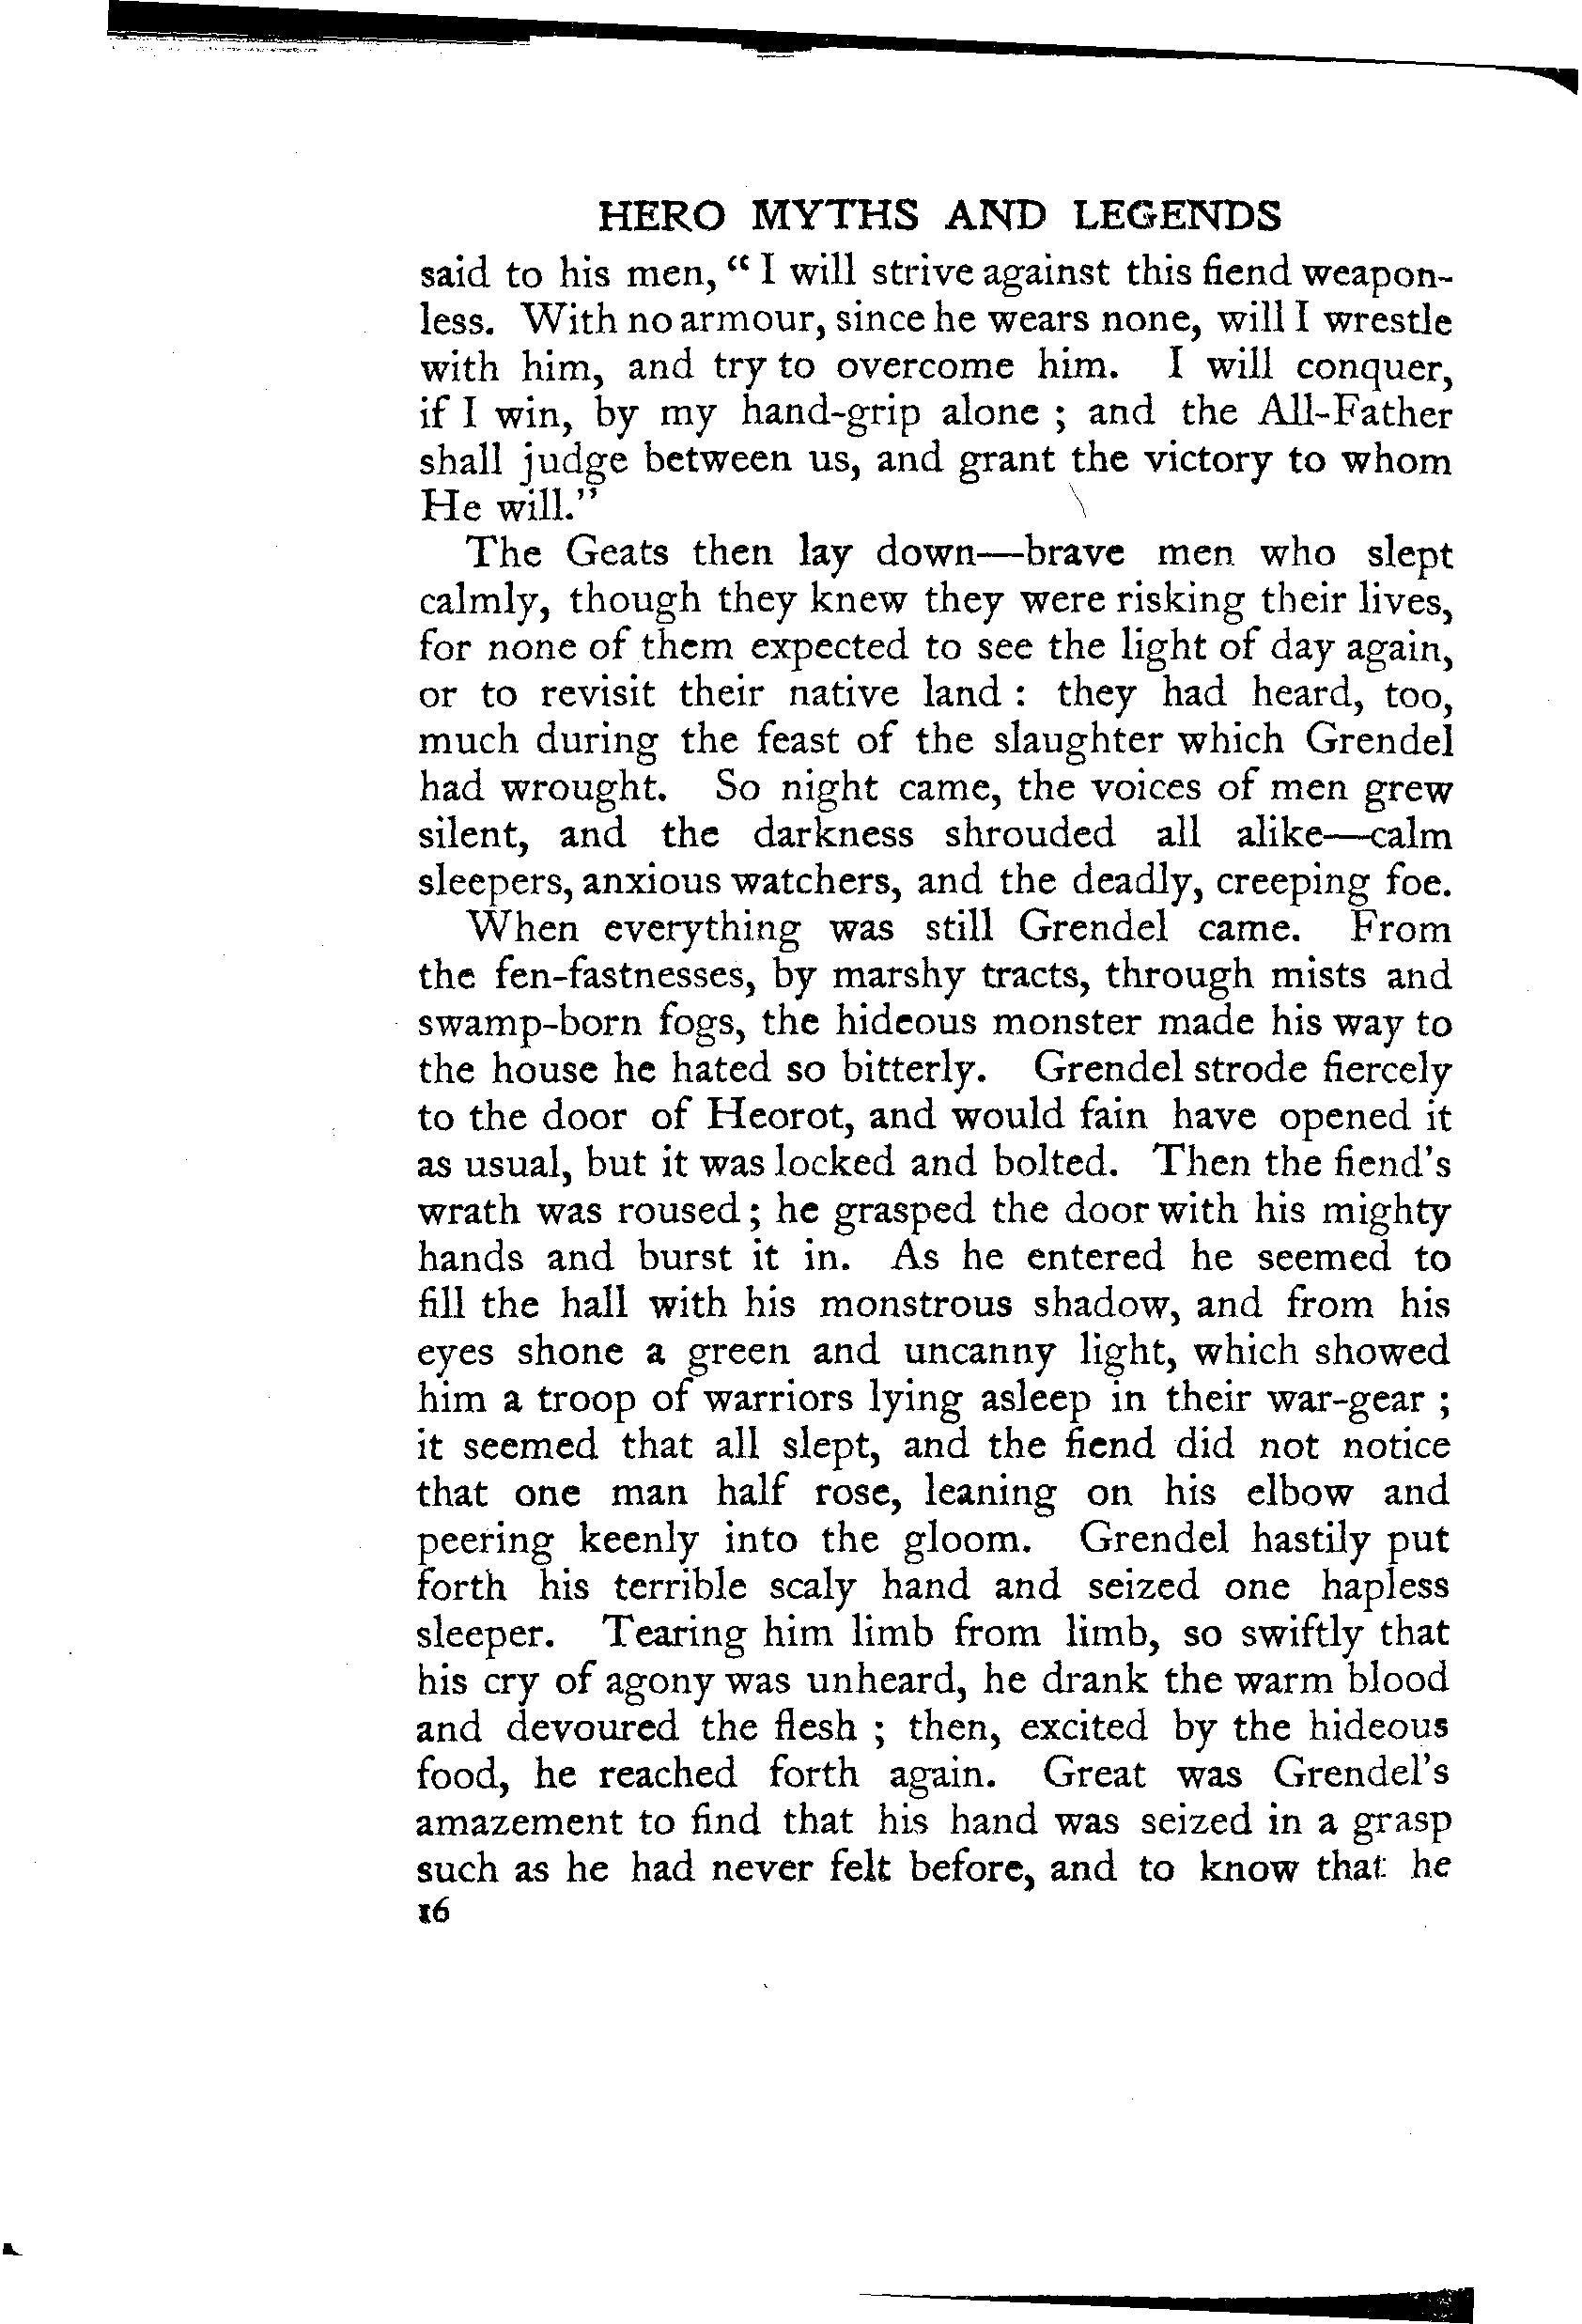 HERO MYTHS AND LEGENDS
said to his men, “ I will strive against this fiend weapon-
less. With no armour, since he wears none, will I wrestle
with him, and try to overcome him. I will conquer,
if I win, by my hand-grip alone ; and the All-Father
shall judge between us, and grant the victory to whom
He will.”
The Geats then lay down—brave men who slept
calmly, though they knew they were risking their lives,
for none of them expected to see the light of day again,
or to revisit their native land : they had heard, too,
much during the feast of the slaughter which Grendel
had wrought. So night came, the voices of men grew
silent, and the darkness shrouded all alike—calm
sleepers, anxious watchers, and the deadly, creeping foe.
When everything was still Grendel came. From
the fen-fastnesses, by marshy tracts, through mists and
swamp-born fogs, the hideous monster made his way to
the house he hated so bitterly. Grendel strode fiercely
to the door of Heorot, and would fain have opened it
as usual, but it was locked and bolted. Then the fiend's
wrath was roused ; he grasped the door with his mighty
hands and burst it in. As he entered he seemed to
fill the hall with his monstrous shadow, and from his
eyes shone a green and uncanny light, which showed
him a troop of warriors lying asleep in their war-gear ;
it seemed that all slept, and the fiend did not notice
that one man half rose, leaning on his elbow and
peering keenly into the gloom. Grendel hastily put
forth his terrible scaly hand and seized one hapless
sleeper. Tearing him limb from limb, so swiftly that
his cry of agony was unheard, he drank the warm blood
and devoured the flesh ; then, excited by the hideous
food, he reached forth again. Great was Grendel's
amazement to find that his hand was seized in a grasp
such as he had never felt before, and to know that he
16